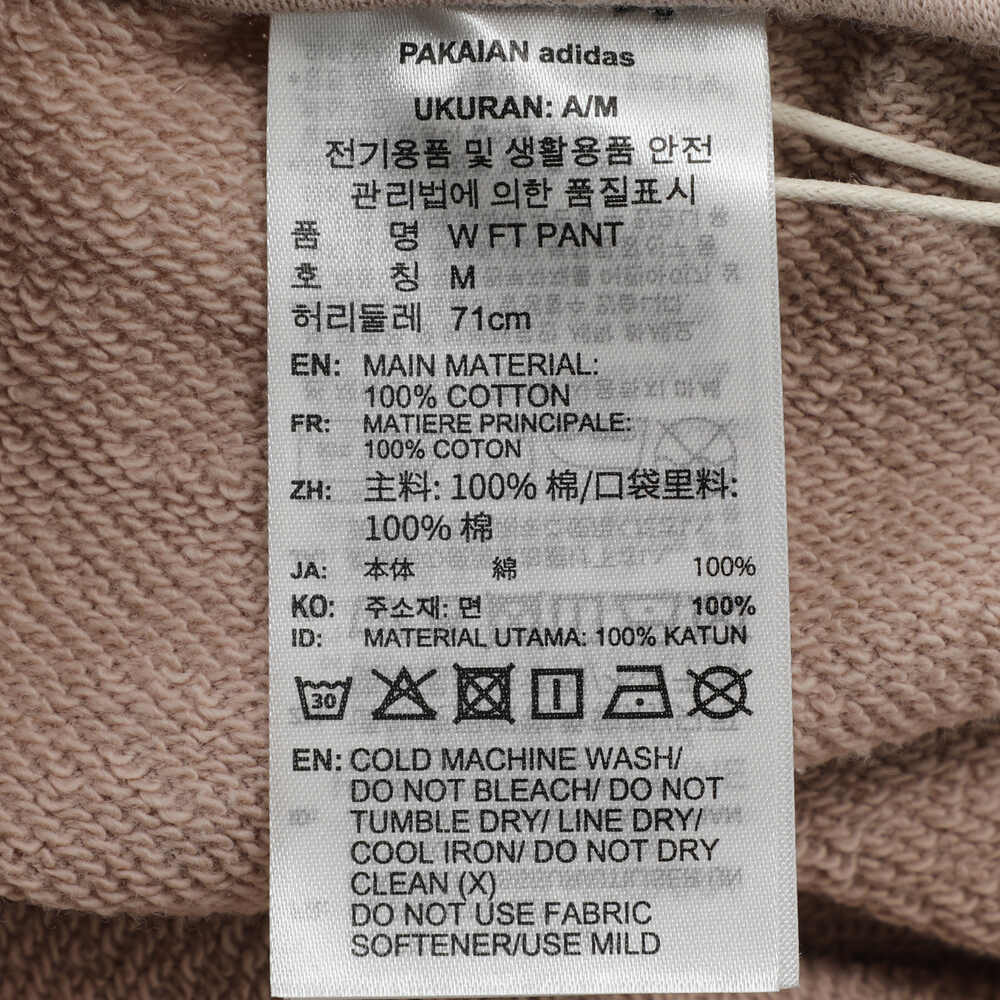 PAKAIAN adidas
UKURAN: A/M
전기용품 및 생활용품 안전
관리법에 의한 품질표시
품 명 W FT PANT
호 칭 M
허리둘레 71cm
EN: MAIN MATERIAL:
100% COTTON
FR: MATIERE PRINCIPALE:
100% COTON
ZH: 主料: 100% 棉/口袋里料:
100% 棉
JA: 本体 綿 100%
KO: 주소재: 면 100%
ID: MATERIAL UTAMA: 100% KATUN
30
EN: COLD MACHINE WASH/
DO NOT BLEACH/ DO NOT
TUMBLE DRY/ LINE DRY/
COOL IRON/ DO NOT DRY
CLEAN (X)
DO NOT USE FABRIC
SOFTENER/USE MILD